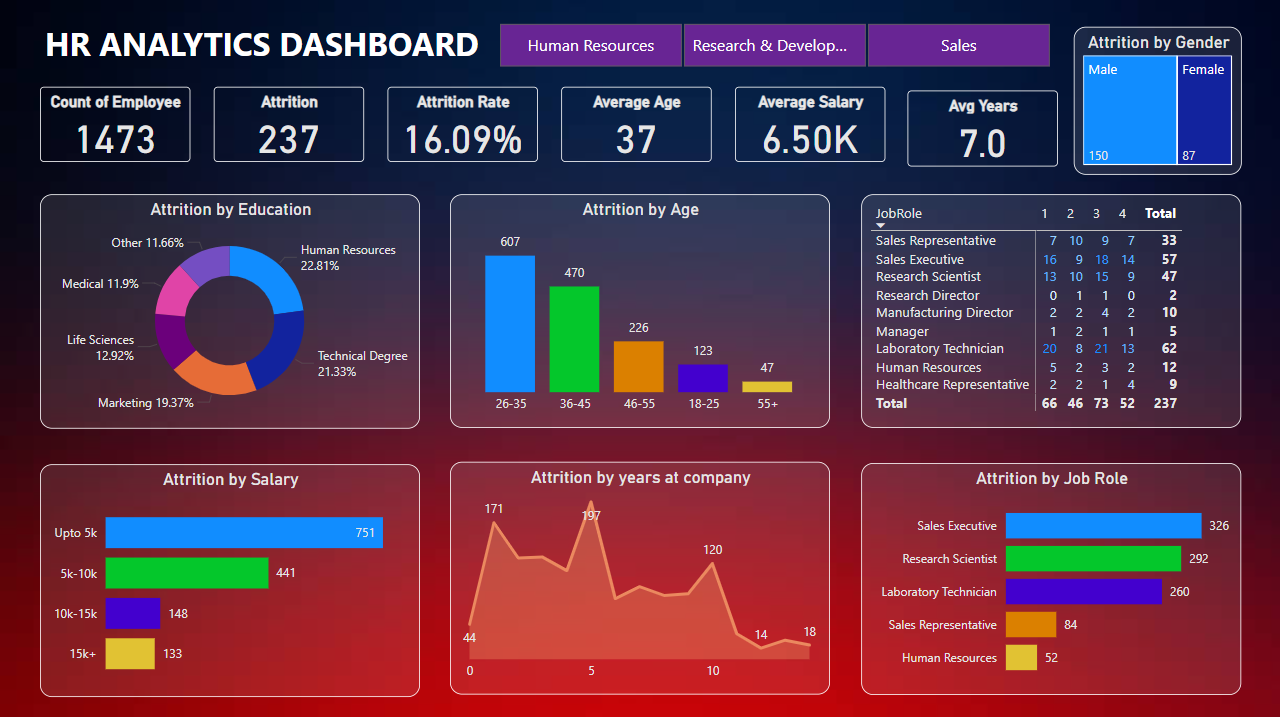 HR ANALYTICS DASHBOARD
Human Resources
Research & Develop...
Sales
Attrition by Gender
Male
Female
150
87
Count of Employee
1473
Attrition
237
Attrition Rate
16.09%
Average Age
37
Average Salary
6.50K
Avg Years
7.0
Attrition by Education
Other 11.66%
Human Resources
22.81%
Medical 11.9%
Life Sciences
12.92%
Technical Degree
21.33%
Marketing 19.37%
Attrition by Age
607
470
226
123
47
26-35 36-45 46-55 18-25 55+
JobRole 1 2 3 4 Total
Sales Representative 7 10 9 7 33
Sales Executive 16 9 18 14 57
Research Scientist 13 10 15 9 47
Research Director 0 1 1 0 2
Manufacturing Director 2 2 4 2 10
Manager 1 2 1 1 5
Laboratory Technician 20 8 21 13 62
Human Resources 5 2 3 2 12
Healthcare Representative 2 2 1 4 9
Total 66 46 73 52 237
Attrition by Salary
Upto 5k 751
5k-10k 441
10k-15k 148
15k+ 133
Attrition by years at company
171
197
120
44
14
18
0 5 10
Attrition by Job Role
Sales Executive 326
Research Scientist 292
Laboratory Technician 260
Sales Representative 84
Human Resources 52